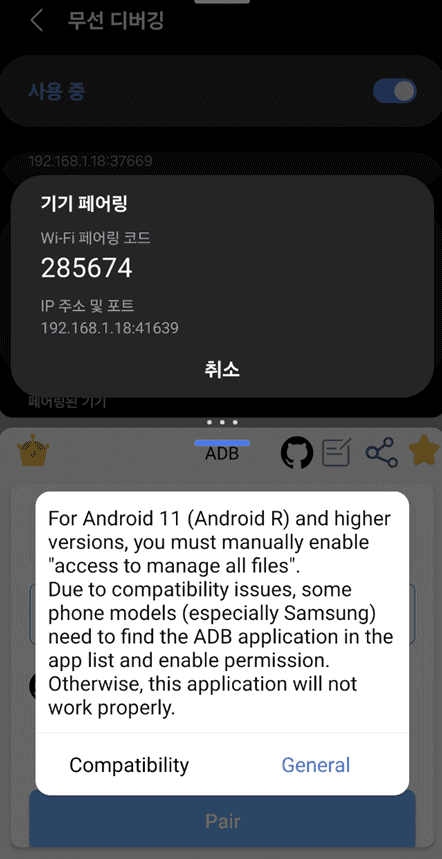 무선 디버깅
사용 중
192.168.1.18:37669
기기 페어링
Wi-Fi 페어링 코드
285674
IP 주소 및 포트
192.168.1.18:41639
취소
페어링된 기기
ADB
For Android 11 (Android R) and higher
versions, you must manually enable
"access to manage all files".
Due to compatibility issues, some
phone models (especially Samsung)
need to find the ADB application in the
app list and enable permission.
Otherwise, this application will not
work properly.
Compatibility
General
Pair